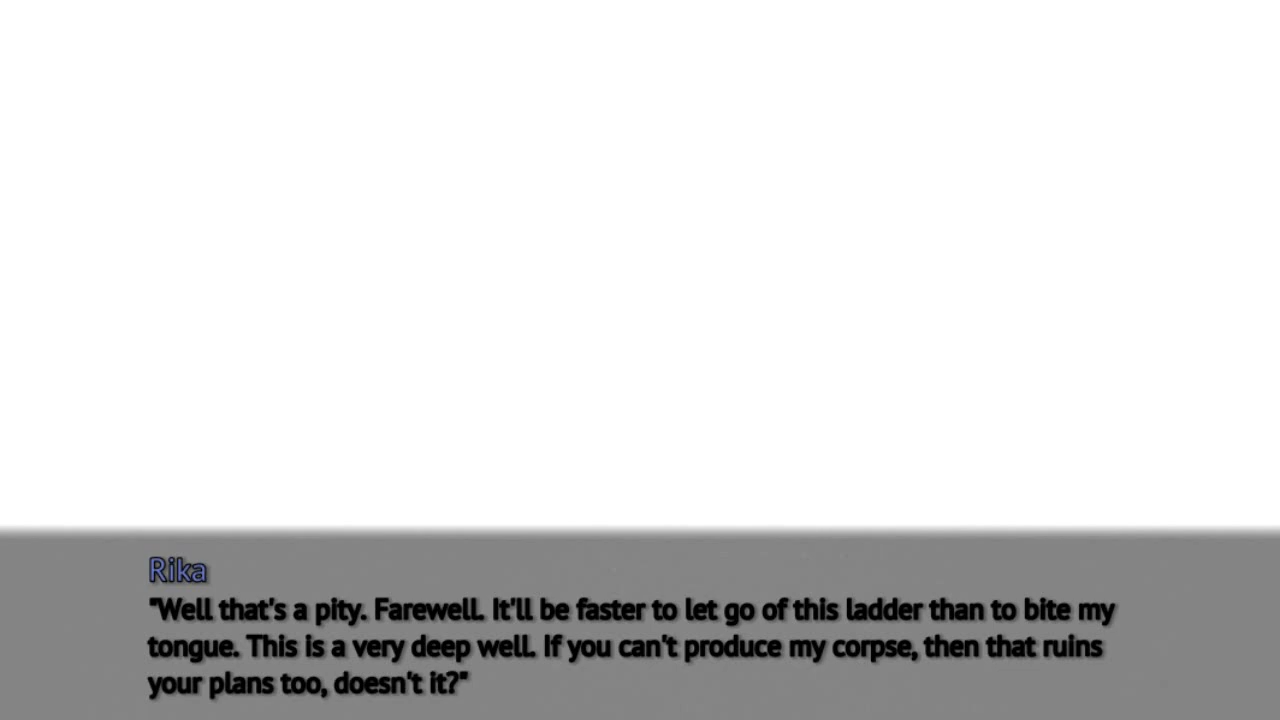 Rika
"Well that's a pity. Farewell. It'll be faster to let go of this ladder than to bite my
tongue. This is a very deep well. If you can't produce my corpse, then that ruins
your plans too, doesn't it?"